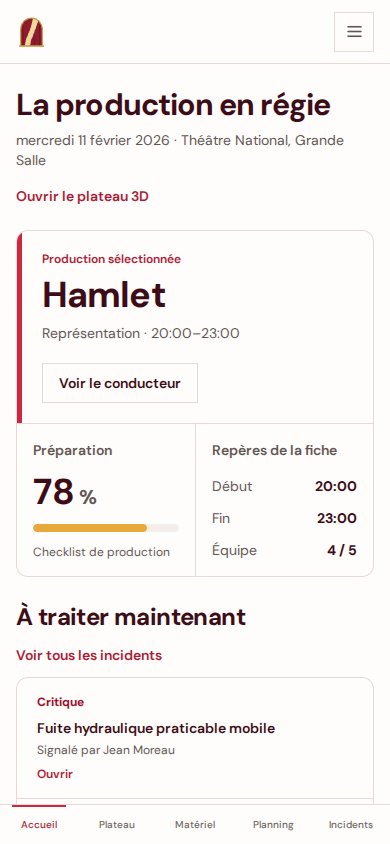 La production en régie
mercredi 11 février 2026 · Théâtre National, Grande
Salle
Ouvrir le plateau 3D
Production sélectionnée
Hamlet
Représentation · 20:00–23:00
Voir le conducteur
Préparation
78 %
Checklist de production
Repères de la fiche
Début 20:00
Fin 23:00
Équipe 4 / 5
À traiter maintenant
Voir tous les incidents
Critique
Fuite hydraulique praticable mobile
Signalé par Jean Moreau
Ouvrir
Accueil Plateau Matériel Planning Incidents